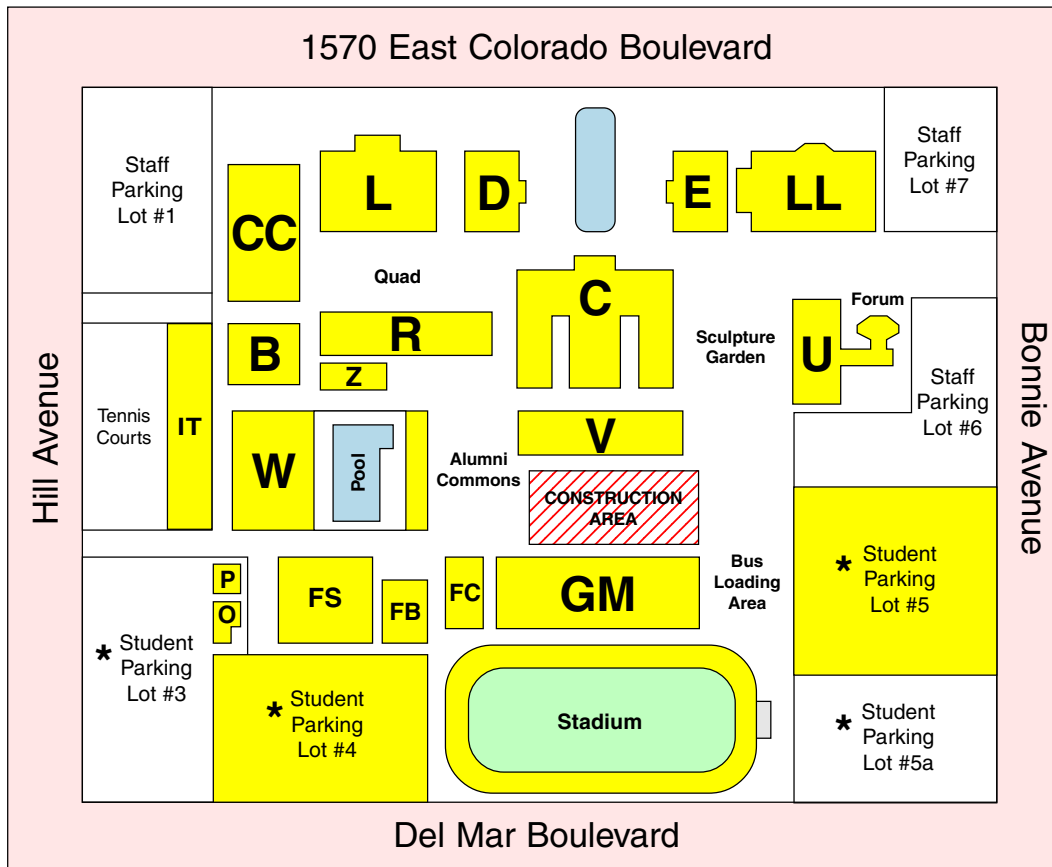 1570 East Colorado Boulevard
Staff
Parking
Lot #1
CC
L
D
E
LL
Staff
Parking
Lot #7
Quad
C
Forum
B
R
Z
Sculpture
Garden
U
Staff
Parking
Lot #6
Hill Avenue
Bonnie Avenue
Tennis
Courts
IT
W
Pool
Alumni
Commons
V
CONSTRUCTION
AREA
P
O
FS
FB
FC
GM
Bus
Loading
Area
* Student
Parking
Lot #5
* Student
Parking
Lot #3
* Student
Parking
Lot #4
Stadium
* Student
Parking
Lot #5a
Del Mar Boulevard